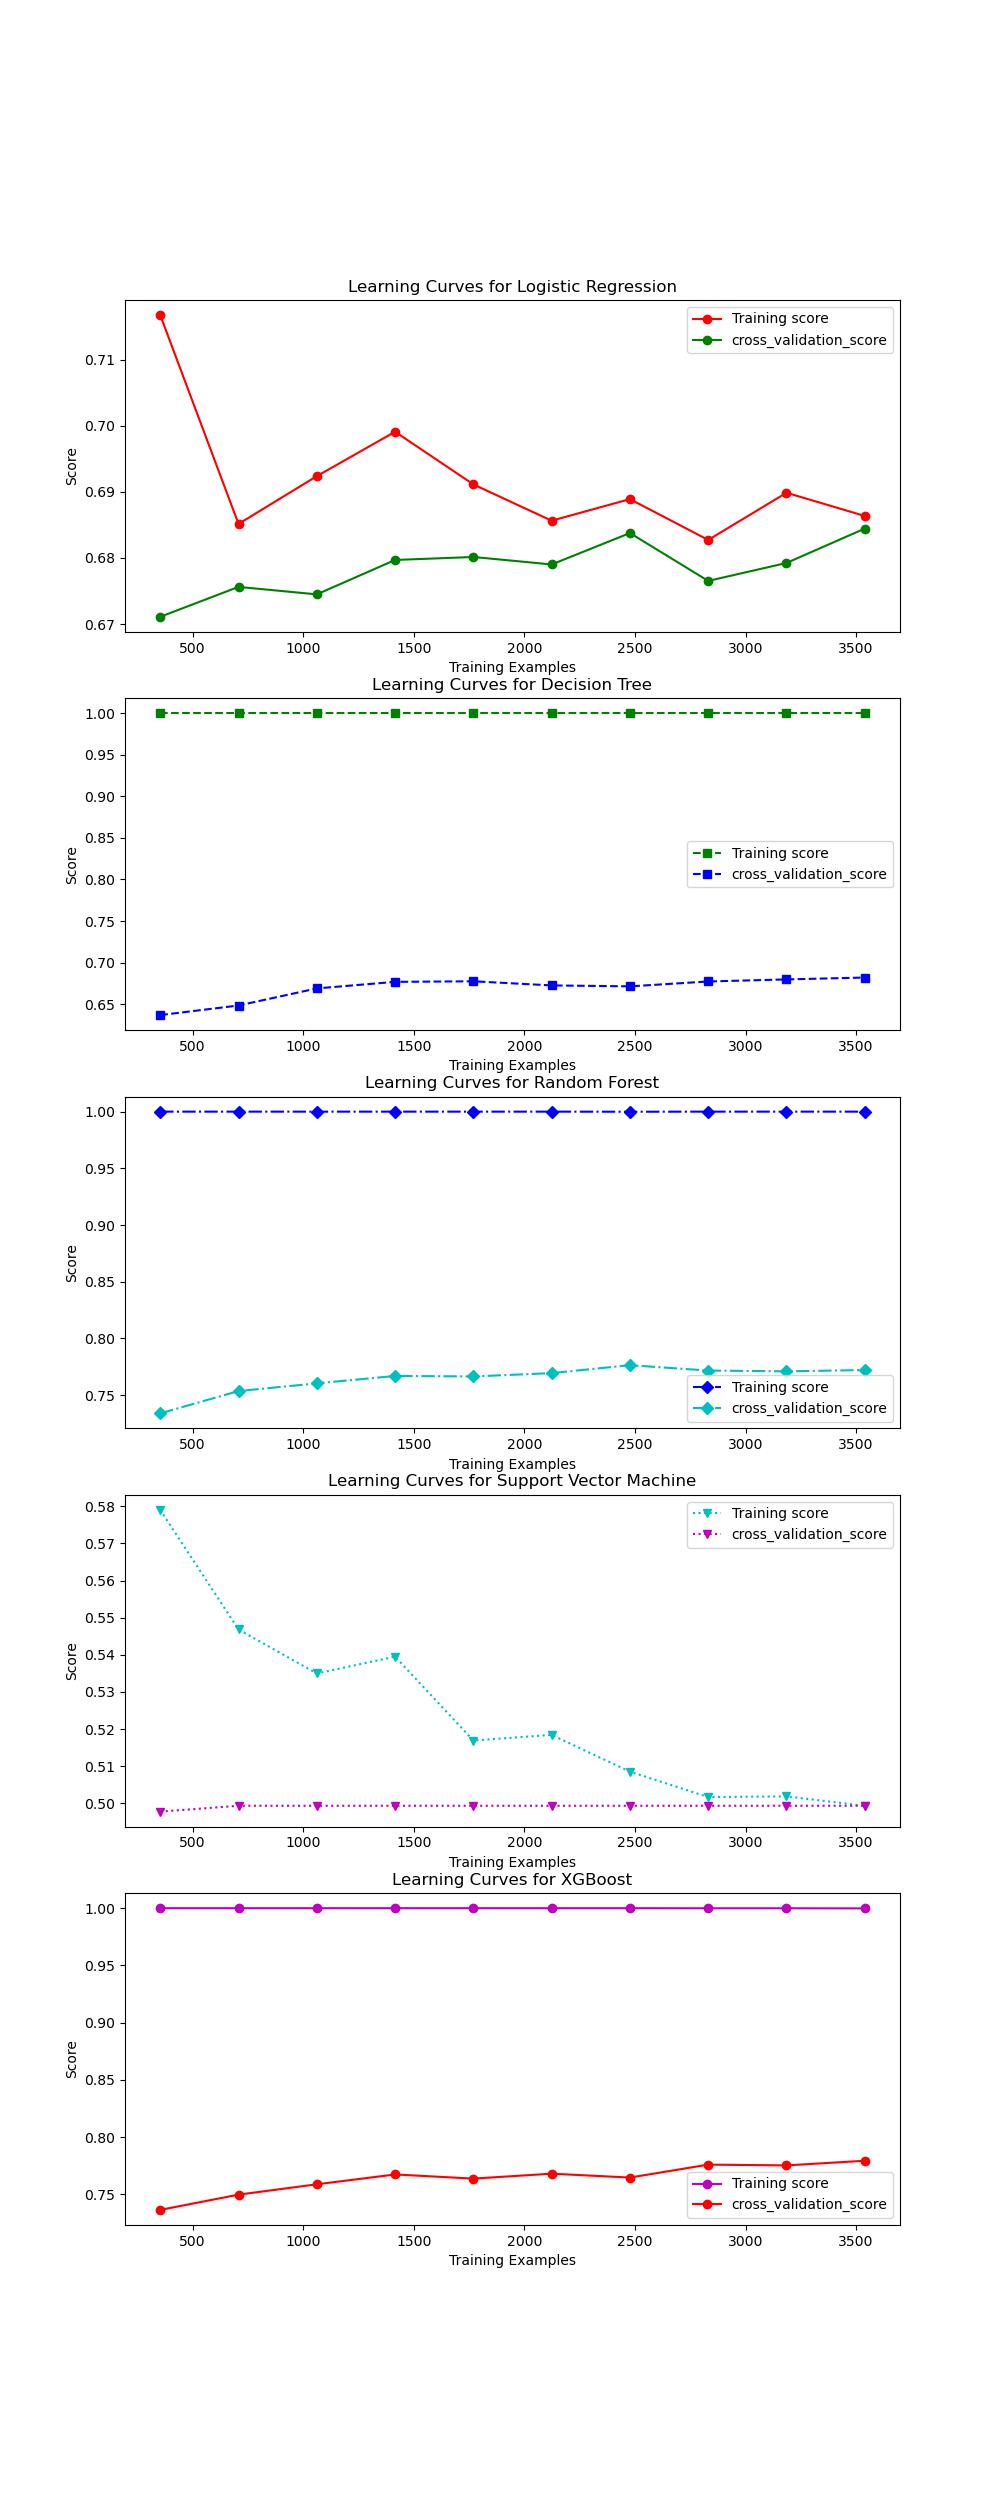 Learning Curves for Logistic Regression
Training score
cross_validation_score
0.71
0.70
0.69
0.68
0.67
Score
500 1000 1500 2000 2500 3000 3500
Training Examples
Learning Curves for Decision Tree
1.00
0.95
0.90
0.85
0.80
0.75
0.70
0.65
Score
Training score
cross_validation_score
500 1000 1500 2000 2500 3000 3500
Training Examples
Learning Curves for Random Forest
1.00
0.95
0.90
0.85
0.80
0.75
Score
Training score
cross_validation_score
500 1000 1500 2000 2500 3000 3500
Training Examples
Learning Curves for Support Vector Machine
Training score
cross_validation_score
0.58
0.57
0.56
0.55
0.54
0.53
0.52
0.51
0.50
Score
500 1000 1500 2000 2500 3000 3500
Training Examples
Learning Curves for XGBoost
1.00
0.95
0.90
0.85
0.80
0.75
Score
Training score
cross_validation_score
500 1000 1500 2000 2500 3000 3500
Training Examples